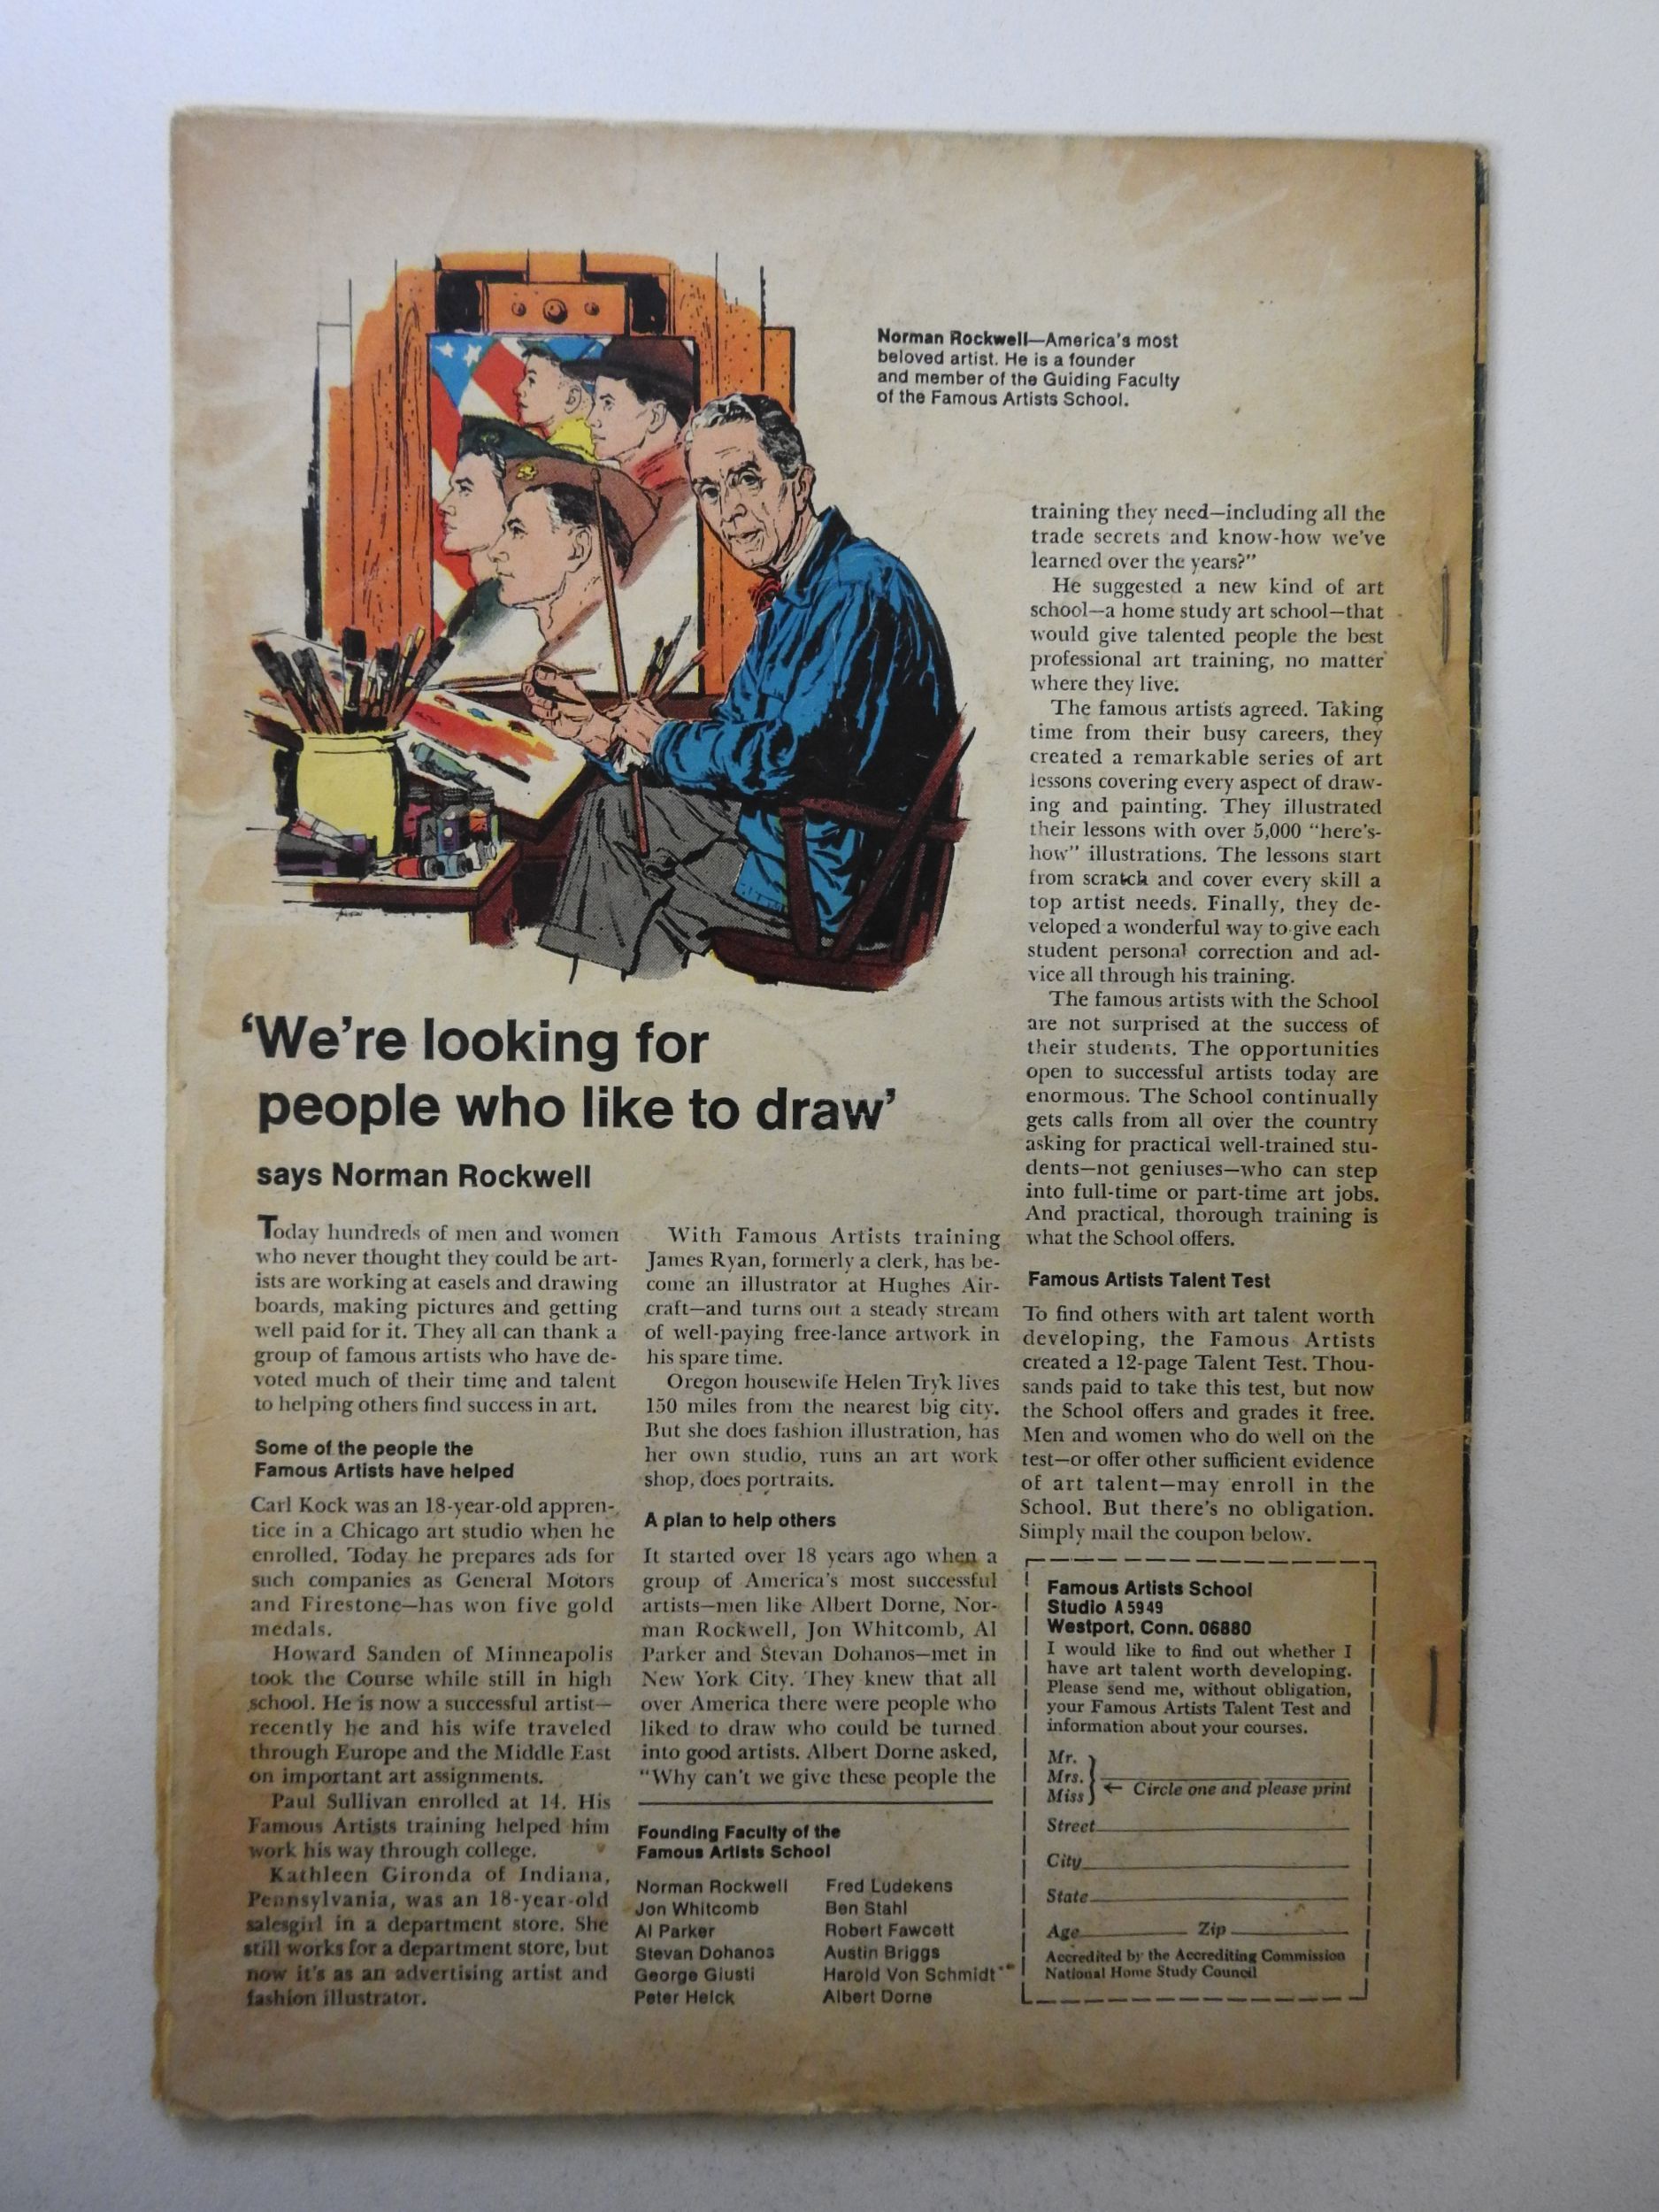 Norman Rockwell—America's most
beloved artist. He is a founder
and member of the Guiding Faculty
of the Famous Artists School.
'We're looking for
people who like to draw'
says Norman Rockwell
Today hundreds of men and women
who never thought they could be art-
ists are working at easels and drawing
boards, making pictures and getting
well paid for it. They all can thank a
group of famous artists who have de-
voted much of their time and talent
to helping others find success in art.
Some of the people the
Famous Artists have helped
Carl Kock was an 18-year-old appren-
tice in a Chicago art studio when he
enrolled. Today he prepares ads for
such companies as General Motors
and Firestone—has won five gold
medals.
Howard Sanden of Minneapolis
took the Course while still in high
school. He is now a successful artist—
recently he and his wife traveled
through Europe and the Middle East
on important art assignments.
Paul Sullivan enrolled at 14. His
Famous Artists training helped him
work his way through college.
Kathleen Gironda of Indiana,
Pennsylvania, was an 18-year-old
salesgirl in a department store. She
still works for a department store, but
now it's as an advertising artist and
fashion illustrator.
With Famous Artists training
James Ryan, formerly a clerk, has be-
come an illustrator at Hughes Air-
craft—and turns out a steady stream
of well-paying free-lance artwork in
his spare time.
Oregon housewife Helen Tryk lives
150 miles from the nearest big city.
But she does fashion illustration, has
her own studio, runs an art work
shop, does portraits.
A plan to help others
It started over 18 years ago when a
group of America's most successful
artists—men like Albert Dorne, Nor-
man Rockwell, Jon Whitcomb, Al
Parker and Stevan Dohanos—met in
New York City. They knew that all
over America there were people who
liked to draw who could be turned
into good artists. Albert Dorne asked,
"Why can't we give these people the
training they need—including all the
trade secrets and know-how we've
learned over the years?"
He suggested a new kind of art
school—a home study art school—that
would give talented people the best
professional art training, no matter
where they live.
The famous artists agreed. Taking
time from their busy careers, they
created a remarkable series of art
lessons covering every aspect of draw-
ing and painting. They illustrated
their lessons with over 5,000 "here's-
how" illustrations. The lessons start
from scratch and cover every skill a
top artist needs. Finally, they de-
veloped a wonderful way to give each
student personal correction and ad-
vice all through his training.
The famous artists with the School
are not surprised at the success of
their students. The opportunities
open to successful artists today are
enormous. The School continually
gets calls from all over the country
asking for practical well-trained stu-
dents—not geniuses—who can step
into full-time or part-time art jobs.
And practical, thorough training is
what the School offers.
Famous Artists Talent Test
To find others with art talent worth
developing, the Famous Artists
created a 12-page Talent Test. Thou-
sands paid to take this test, but now
the School offers and grades it free.
Men and women who do well on the
test—or offer other sufficient evidence
of art talent—may enroll in the
School. But there's no obligation.
Simply mail the coupon below.
Founding Faculty of the
Famous Artists School
Norman Rockwell
Jon Whitcomb
Al Parker
Stevan Dohanos
George Giusti
Peter Helck
Fred Ludekens
Ben Stahl
Robert Fawcett
Austin Briggs
Harold Von Schmidt
Albert Dorne
Famous Artists School
Studio A5949
Westport, Conn. 06880
I would like to find out whether I
have art talent worth developing.
Please send me, without obligation,
your Famous Artists Talent Test and
information about your courses.
Mr.
Mrs.
Miss
← Circle one and please print
Street
City
State
Age Zip
Accredited by the Accrediting Commission
National Home Study Council